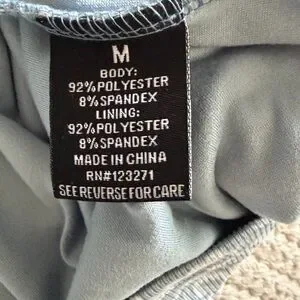 M
BODY:
92%POLYESTER
8%SPANDEX
LINING:
92%POLYESTER
8%SPANDEX
MADE IN CHINA
RN#123271
SEE REVERSE FOR CARE